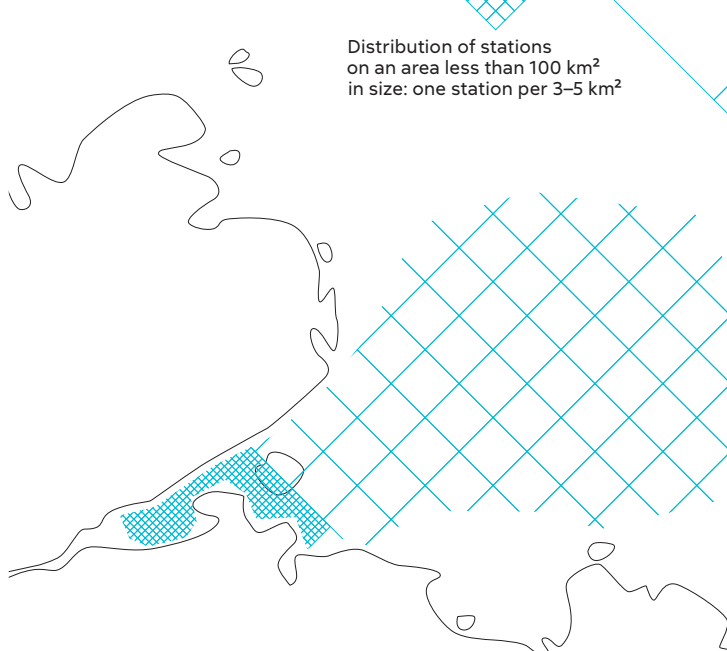 Distribution of stations
on an area less than 100 km²
in size: one station per 3–5 km²